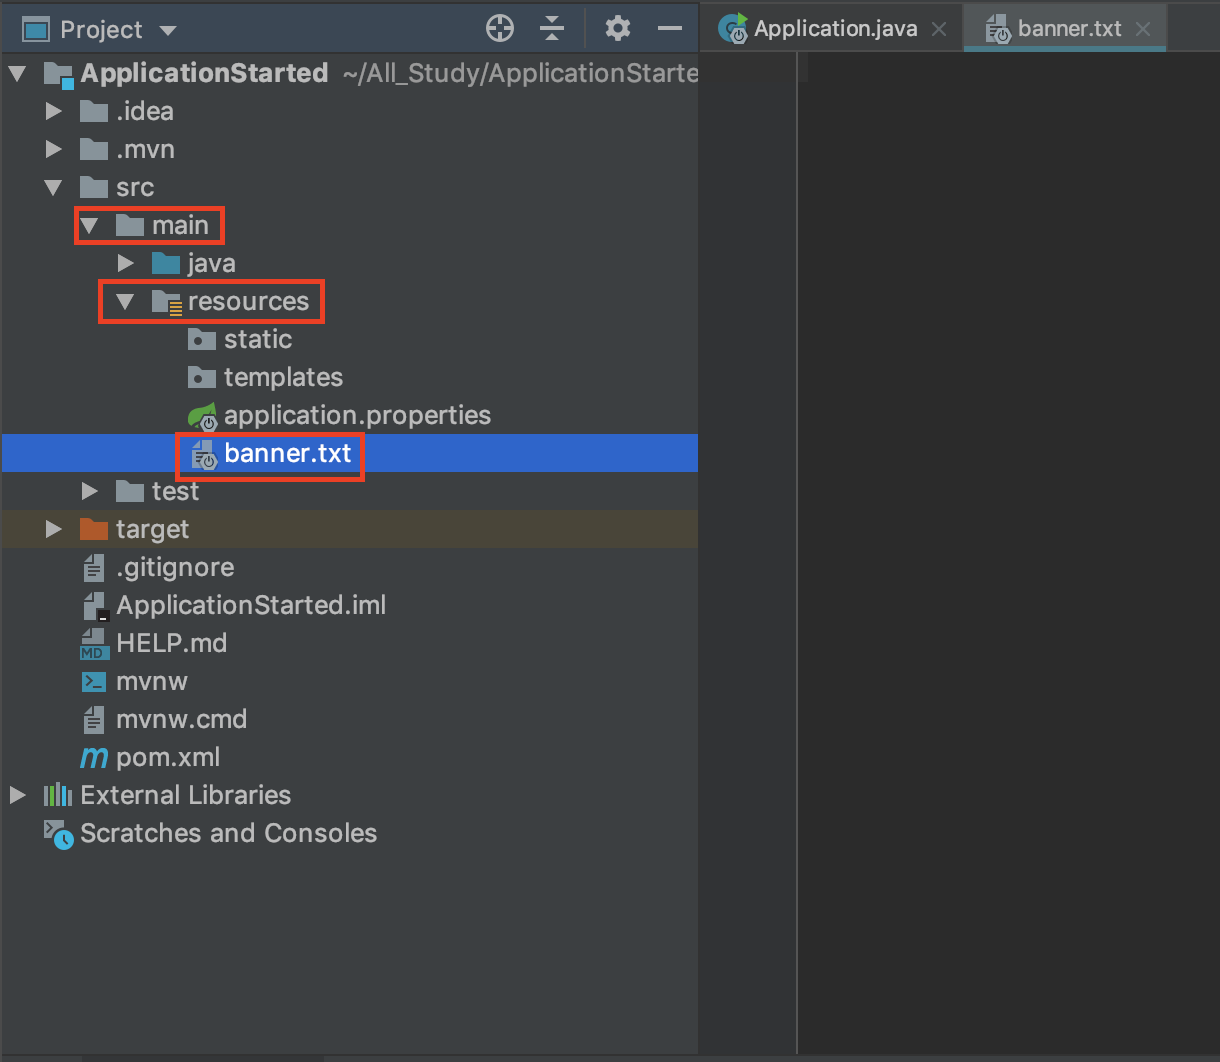 Project
Application.java
banner.txt
ApplicationStarted ~/All_Study/ApplicationStarte
.idea
.mvn
src
main
java
resources
static
templates
application.properties
banner.txt
test
target
.gitignore
ApplicationStarted.iml
MD HELP.md
mvnw
mvnw.cmd
m pom.xml
External Libraries
Scratches and Consoles